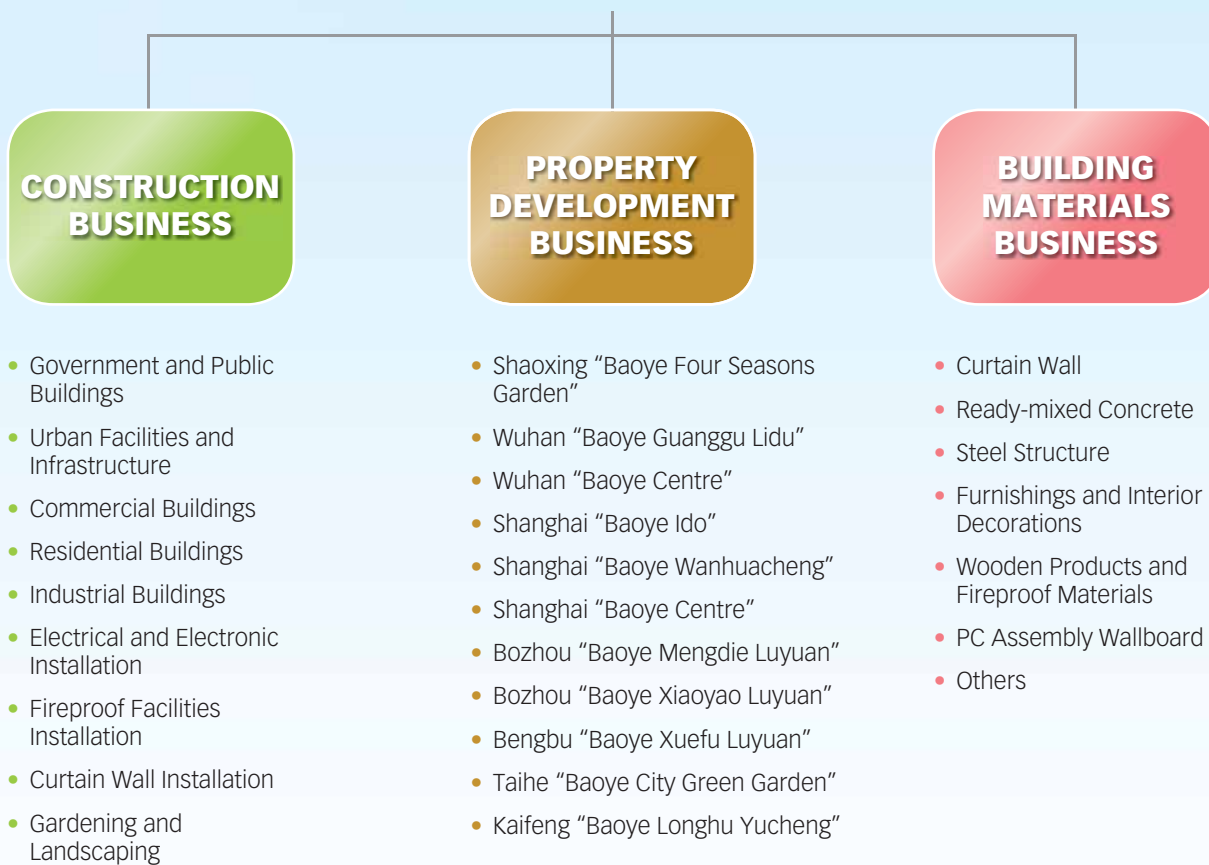 CONSTRUCTION
BUSINESS
• Government and Public
Buildings
• Urban Facilities and
Infrastructure
• Commercial Buildings
• Residential Buildings
• Industrial Buildings
• Electrical and Electronic
Installation
• Fireproof Facilities
Installation
• Curtain Wall Installation
• Gardening and
Landscaping
PROPERTY
DEVELOPMENT
BUSINESS
• Shaoxing “Baoye Four Seasons
Garden”
• Wuhan “Baoye Guanggu Lidu”
• Wuhan “Baoye Centre”
• Shanghai “Baoye Ido”
• Shanghai “Baoye Wanhuacheng”
• Shanghai “Baoye Centre”
• Bozhou “Baoye Mengdie Luyuan”
• Bozhou “Baoye Xiaoyao Luyuan”
• Bengbu “Baoye Xuefu Luyuan”
• Taihe “Baoye City Green Garden”
• Kaifeng “Baoye Longhu Yucheng”
BUILDING
MATERIALS
BUSINESS
• Curtain Wall
• Ready-mixed Concrete
• Steel Structure
• Furnishings and Interior
Decorations
• Wooden Products and
Fireproof Materials
• PC Assembly Wallboard
• Others